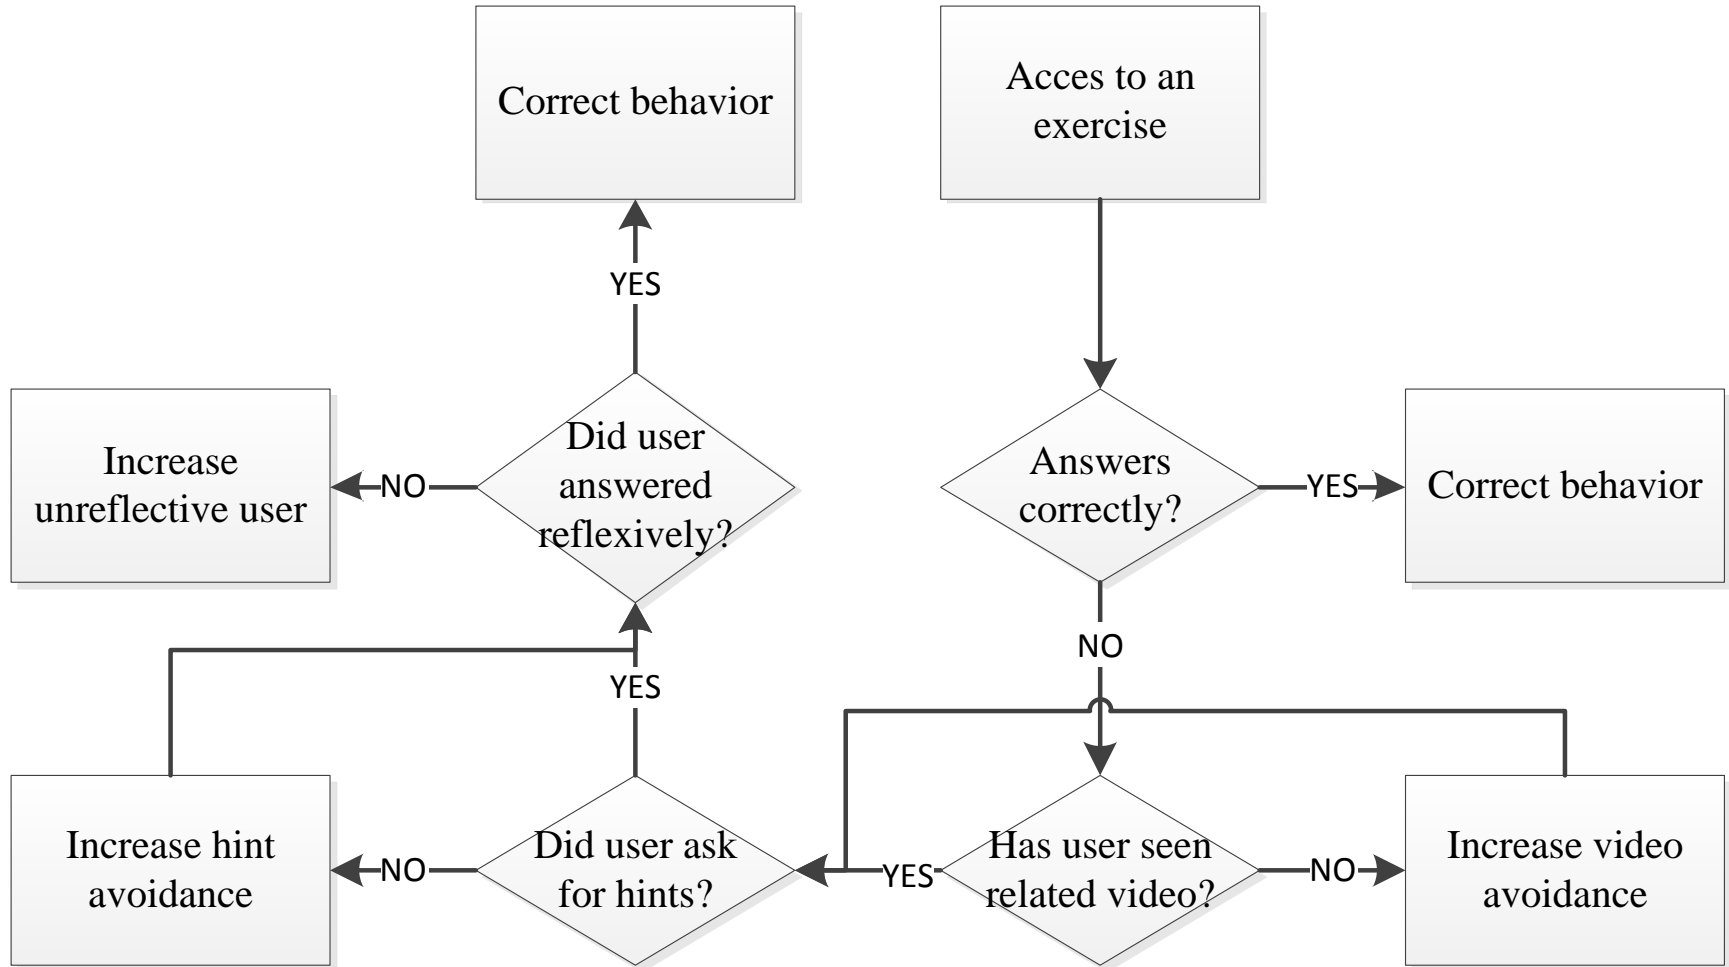 Correct behavior
Acces to an
exercise
YES
Increase
unreflective user
NO
Did user
answered
reflexively?
Answers
correctly?
YES
Correct behavior
NO
YES
Increase hint
avoidance
NO
Did user ask
for hints?
YES
Has user seen
related video?
NO
Increase video
avoidance